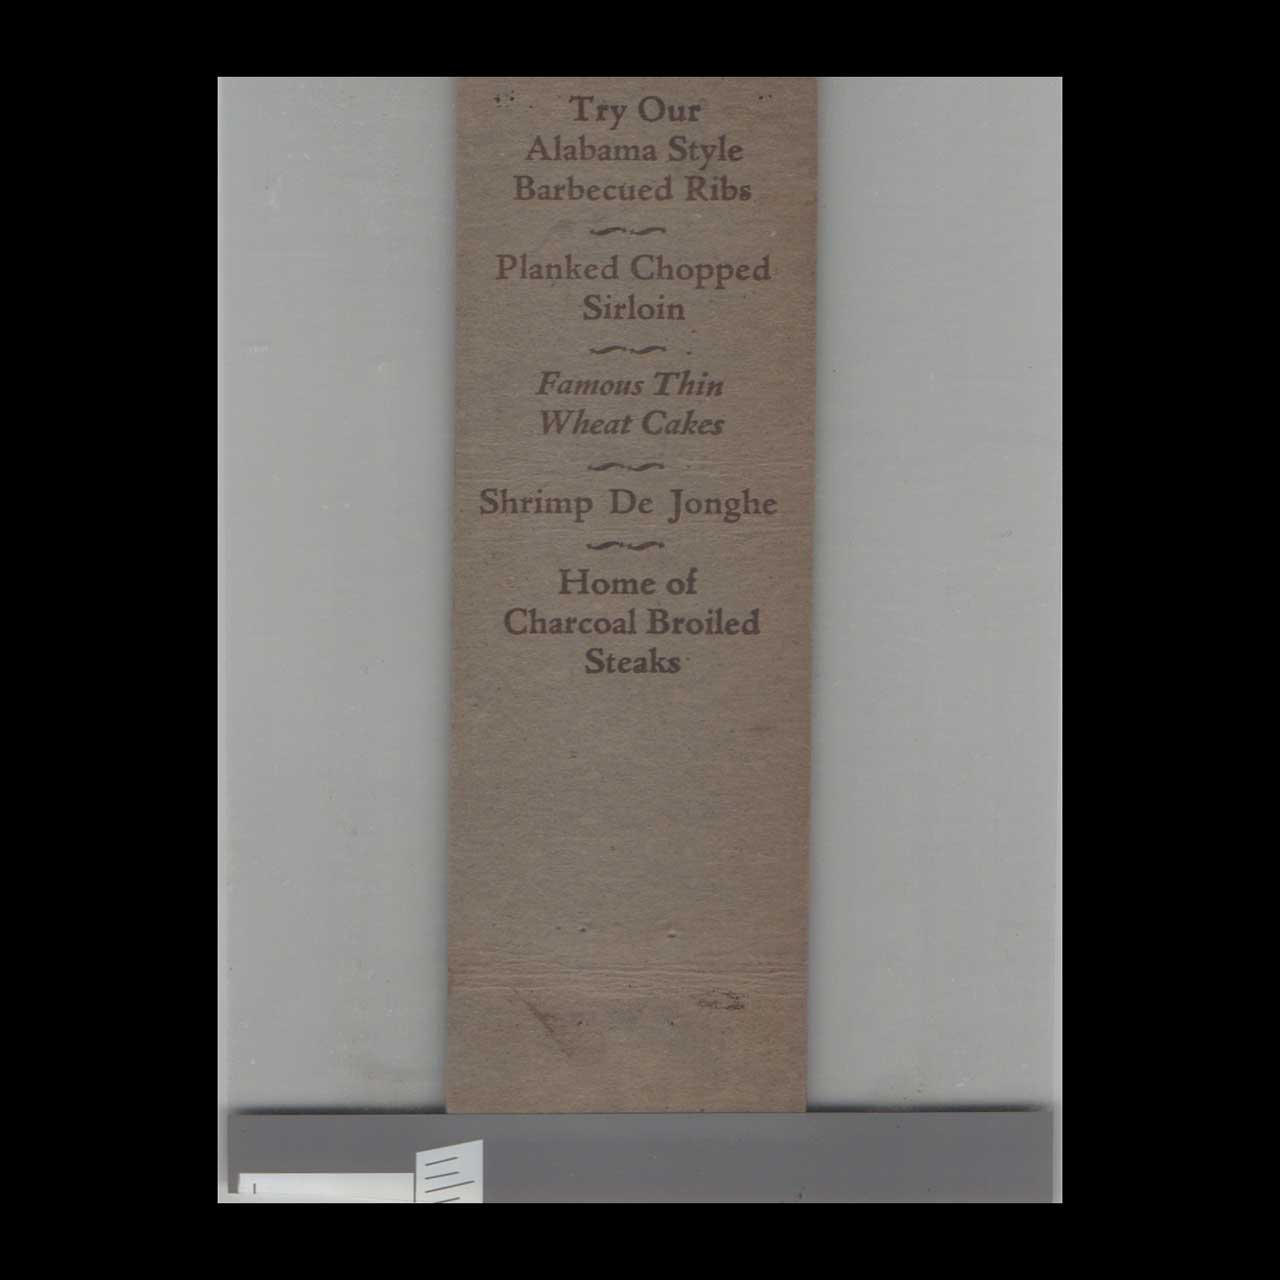 Try Our
Alabama Style
Barbecued Ribs
Planked Chopped
Sirloin
Famous Thin
Wheat Cakes
Shrimp De Jonghe
Home of
Charcoal Broiled
Steaks